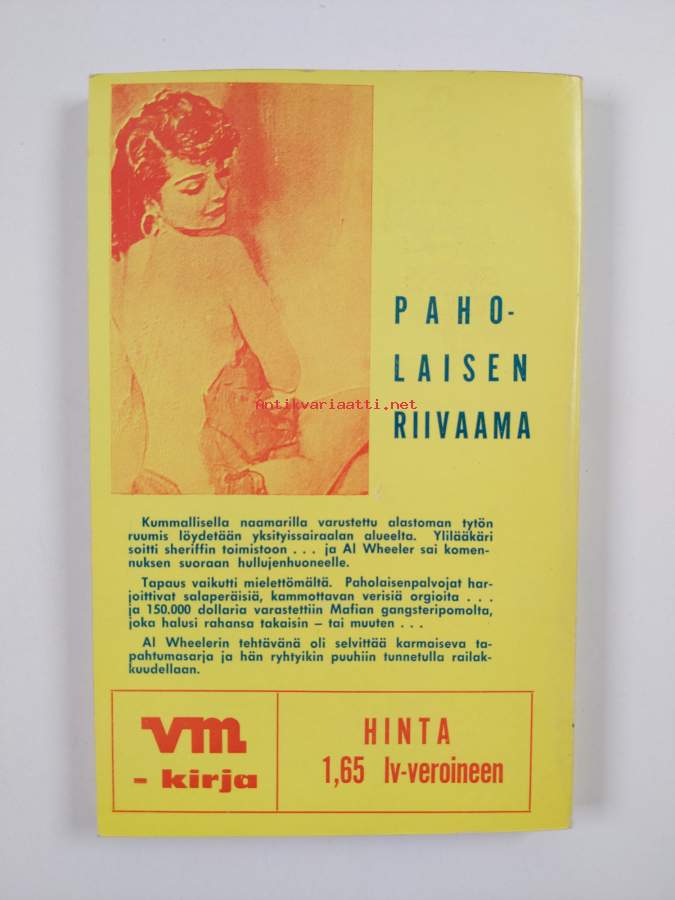 PAHO-
LAISEN
RIIVAAMA
Antikvariaatti.net
Kummallisella naamarilla varustettu alastoman tytön
ruumis löydetään yksityissairaalan alueelta. Ylilääkäri
soitti sheriffin toimistoon . . . ja Al Wheeler sai komen-
nuksen suoraan hullujenhuoneelle.
Tapaus vaikutti mielettömältä. Paholaisenpalvojat har-
joittivat salaperäisiä, kammottavan verisiä orgioita . . .
ja 150.000 dollaria varastettiin Mafian gangsteripomolta,
joka halusi rahansa takaisin – tai muuten . . .
Al Wheelerin tehtävänä oli selvittää karmaiseva ta-
pahtumasarja ja hän ryhtyikin puuhiin tunnetulla railak-
kuudellaan.
vm
- kirja
HINTA
1,65 lv-veroineen